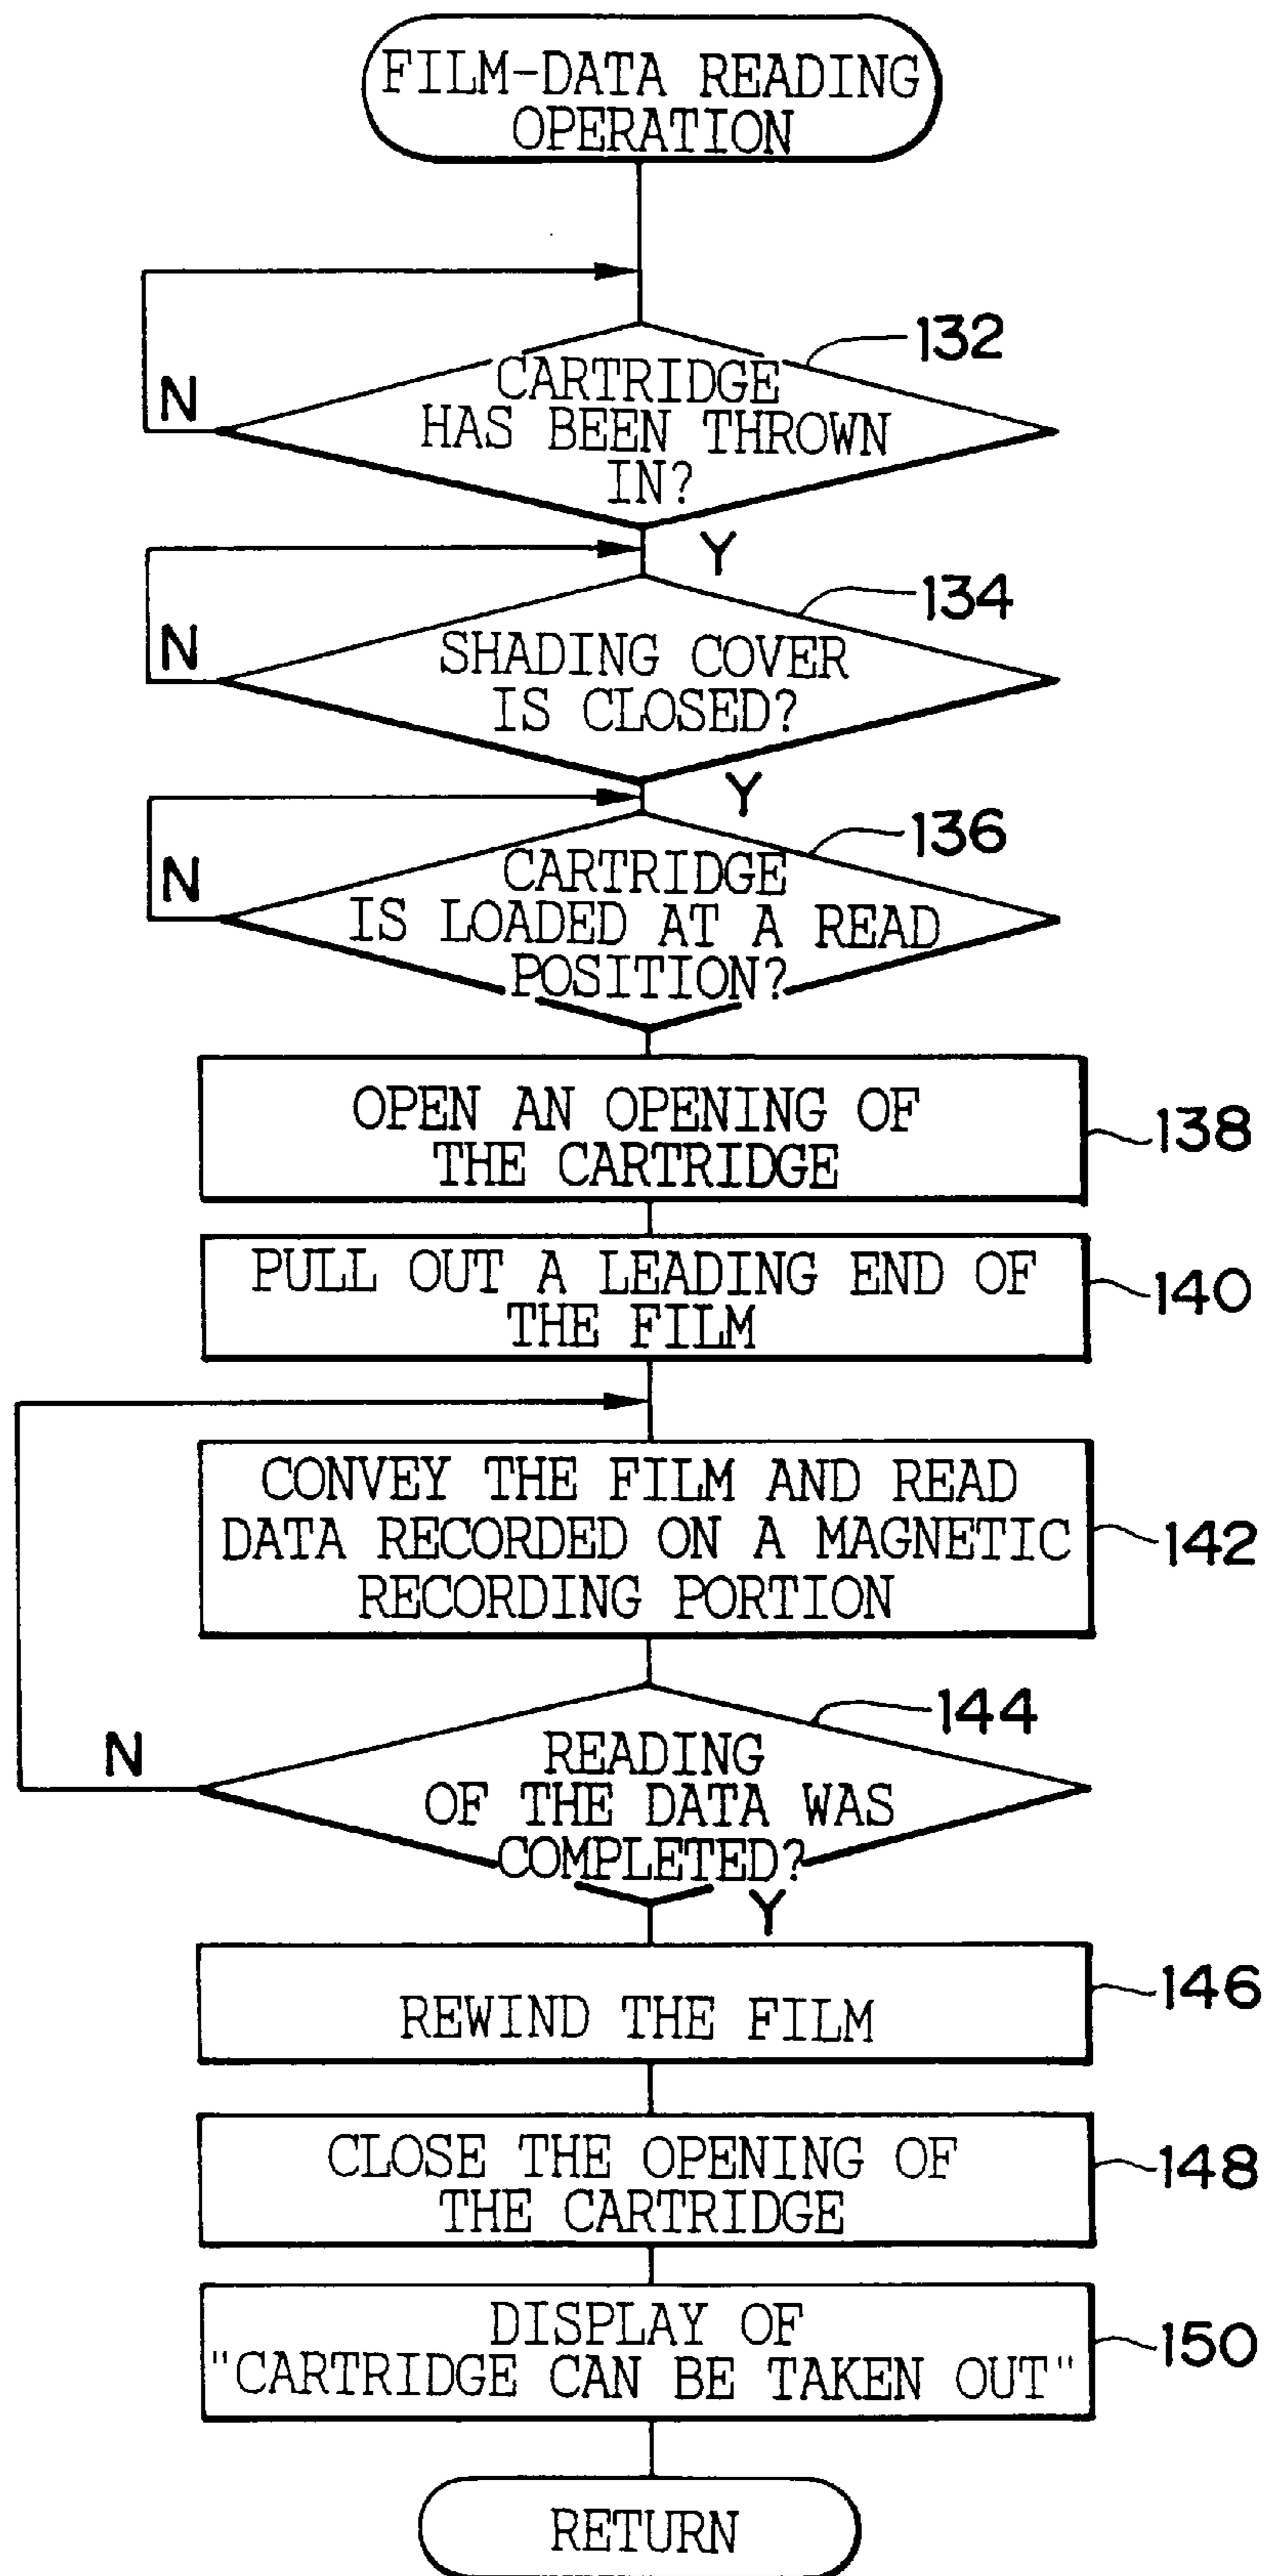 FILM-DATA READING
OPERATION
132
CARTRIDGE
N
HAS BEEN THROWN
IN?
Y
134
N
SHADING COVER
IS CLOSED?
Y
136
CARTRIDGE
N
IS LOADED AT A READ
POSITION?
OPEN AN OPENING OF
138
THE CARTRIDGE
PULL OUT A LEADING END OF
140
THE FILM
CONVEY THE FILM AND READ
DATA RECORDED ON A MAGNETIC
142
RECORDING PORTION
144
N
READING
OF THE DATA WAS
COMPLETED?
Y
146
REWIND THE FILM
CLOSE THE OPENING OF
148
THE CARTRIDGE
DISPLAY OF
150
"CARTRIDGE CAN BE TAKEN OUT"
RETURN